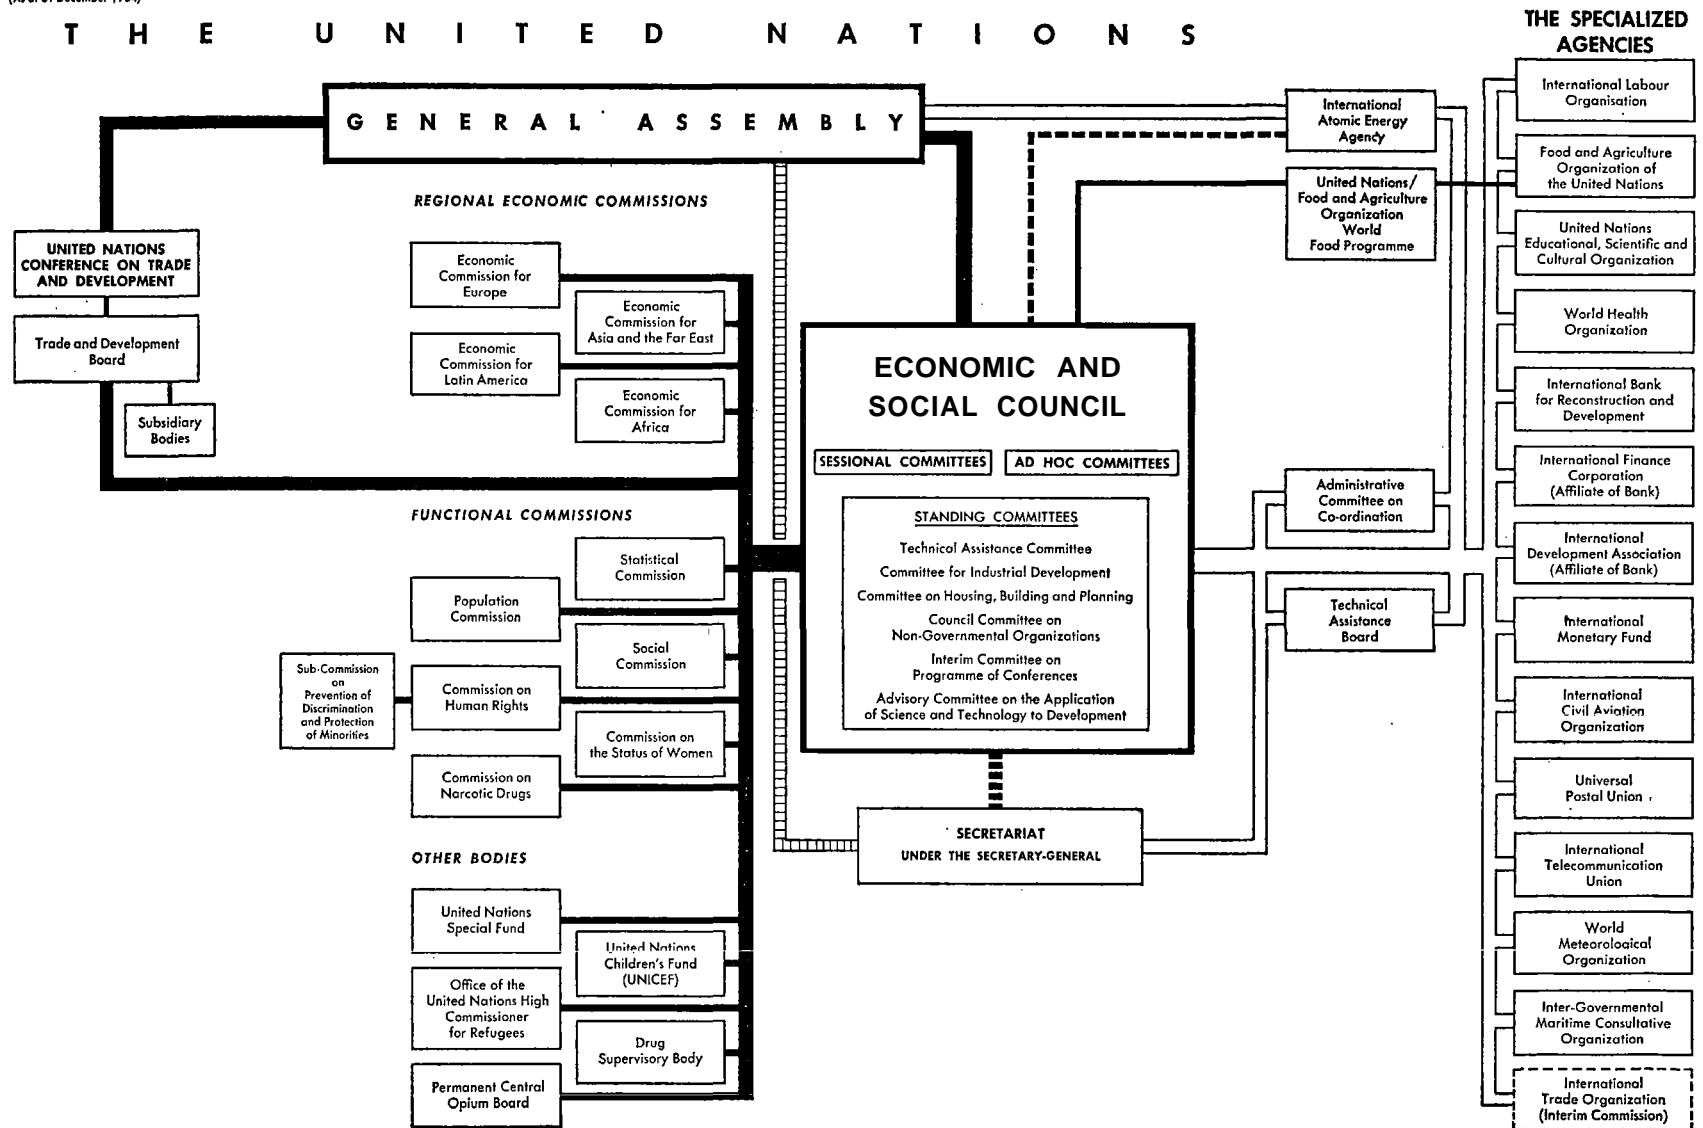 THE UNITED NATIONS
THE SPECIALIZED
AGENCIES
GENERAL ASSEMBLY
UNITED NATIONS
CONFERENCE ON TRADE
AND DEVELOPMENT
Trade and Development
Board
Subsidiary
Bodies
REGIONAL ECONOMIC COMMISSIONS
Economic
Commission for
Europe
Economic
Commission for
Asia and the Far East
Economic
Commission for
Latin America
Economic
Commission for
Africa
FUNCTIONAL COMMISSIONS
Statistical
Commission
Population
Commission
Social
Commission
Sub-Commission
on
Prevention of
Discrimination
and Protection
of Minorities
Commission on
Human Rights
Commission on
the Status of Women
Commission on
Narcotic Drugs
OTHER BODIES
United Nations
Special Fund
United Nations
Children's Fund
(UNICEF)
Office of the
United Nations High
Commissioner
for Refugees
Drug
Supervisory Body
Permanent Central
Opium Board
ECONOMIC AND
SOCIAL COUNCIL
SESSIONAL COMMITTEES
AD HOC COMMITTEES
STANDING COMMITTEES
Technical Assistance Committee
Committee for Industrial Development
Committee on Housing, Building and Planning
Council Committee on
Non-Governmental Organizations
Interim Committee on
Programme of Conferences
Advisory Committee on the Application
of Science and Technology to Development
SECRETARIAT
UNDER THE SECRETARY-GENERAL
International
Atomic Energy
Agency
United Nations/
Food and Agriculture
Organization
World
Food Programme
Administrative
Committee on
Co-ordination
Technical
Assistance
Board
International Labour
Organisation
Food and Agriculture
Organization of
the United Nations
United Nations
Educational, Scientific and
Cultural Organization
World Health
Organization
International Bank
for Reconstruction and
Development
International Finance
Corporation
(Affiliate of Bank)
International
Development Association
(Affiliate of Bank)
International
Monetary Fund
International
Civil Aviation
Organization
Universal
Postal Union
International
Telecommunication
Union
World
Meteorological
Organization
Inter-Governmental
Maritime Consultative
Organization
International
Trade Organization
(Interim Commission)